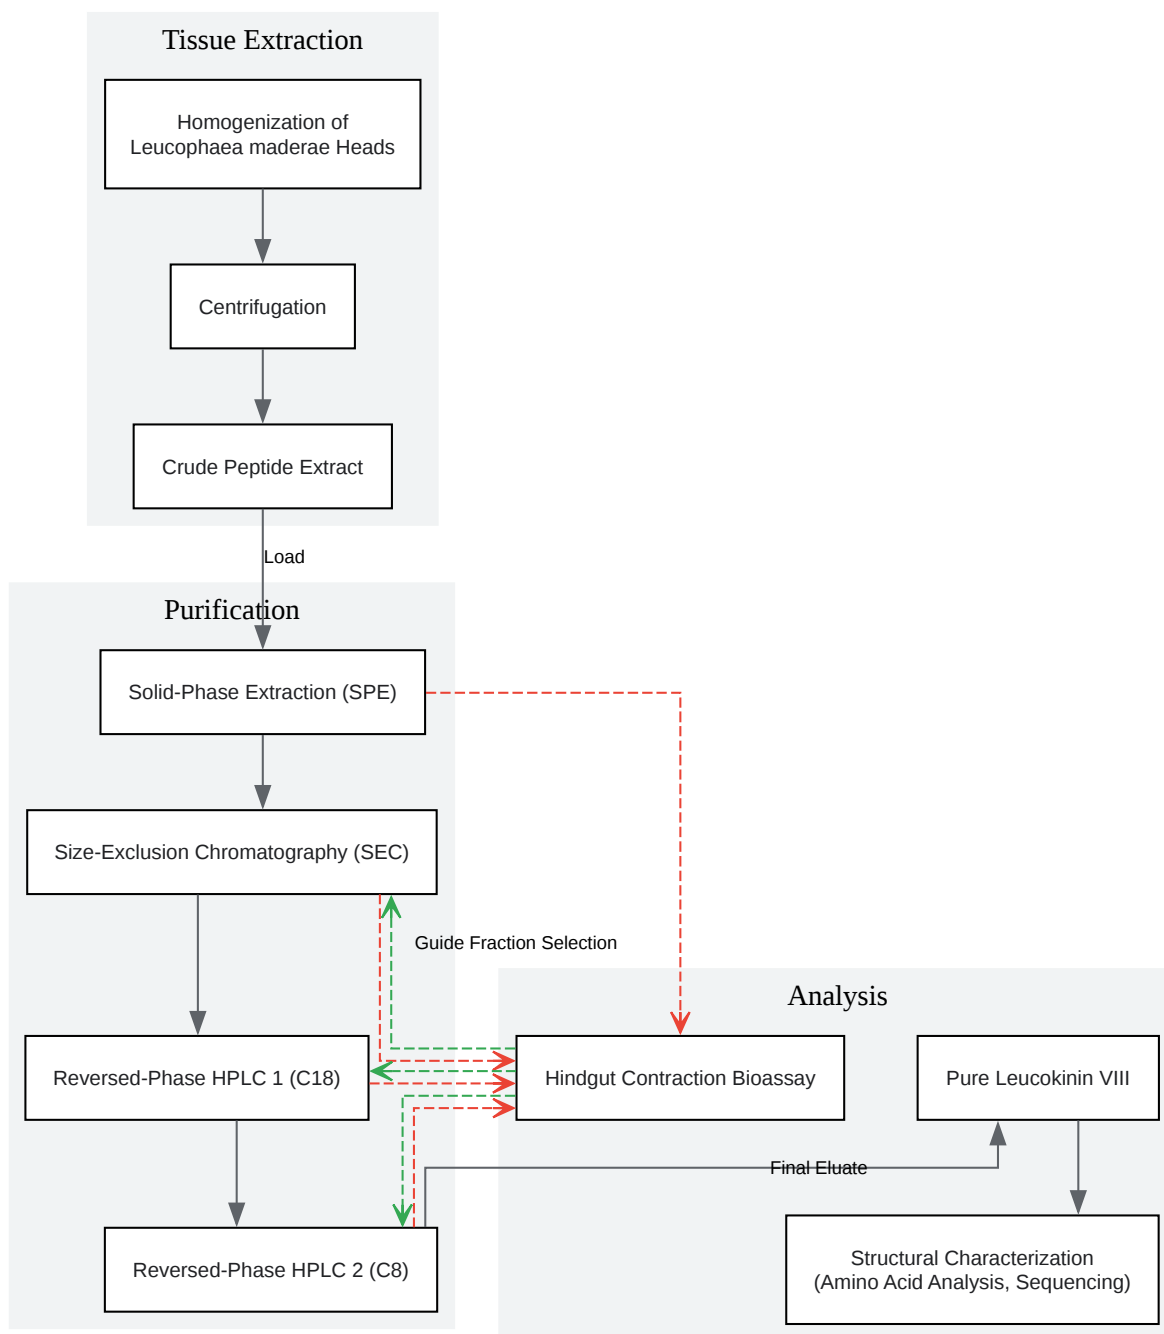 Tissue Extraction
Homogenization of
Leucophaea maderae Heads
Centrifugation
Crude Peptide Extract
Load
Purification
Solid-Phase Extraction (SPE)
Size-Exclusion Chromatography (SEC)
Guide Fraction Selection
Analysis
Reversed-Phase HPLC 1 (C18)
Hindgut Contraction Bioassay
Pure Leucokinin VIII
Final Eluate
Reversed-Phase HPLC 2 (C8)
Structural Characterization
(Amino Acid Analysis, Sequencing)